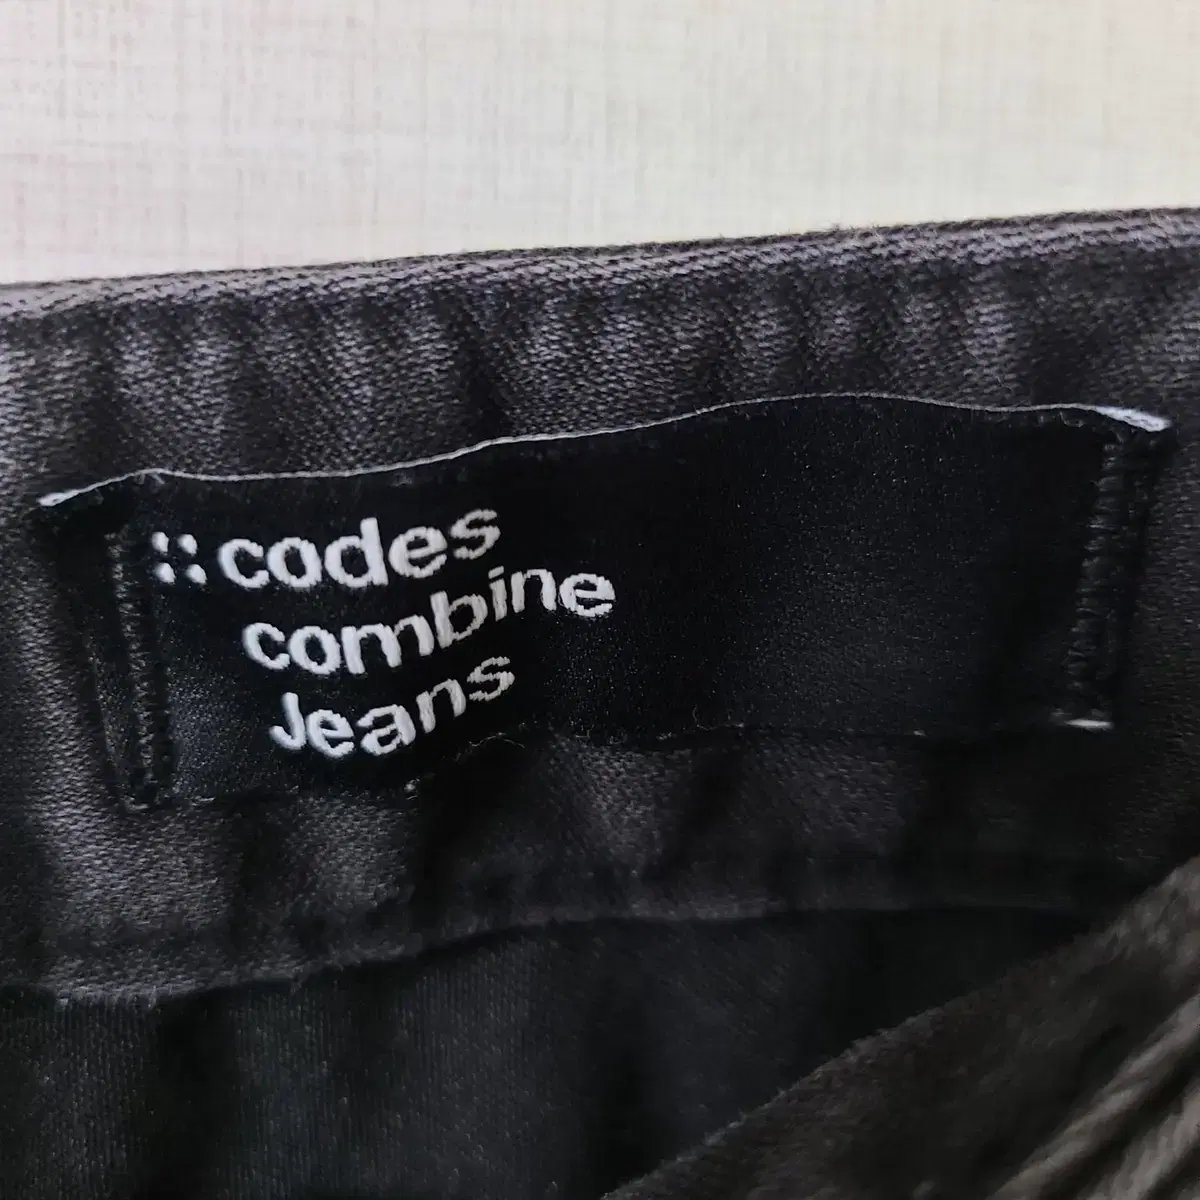 ::codes
combine
Jeans